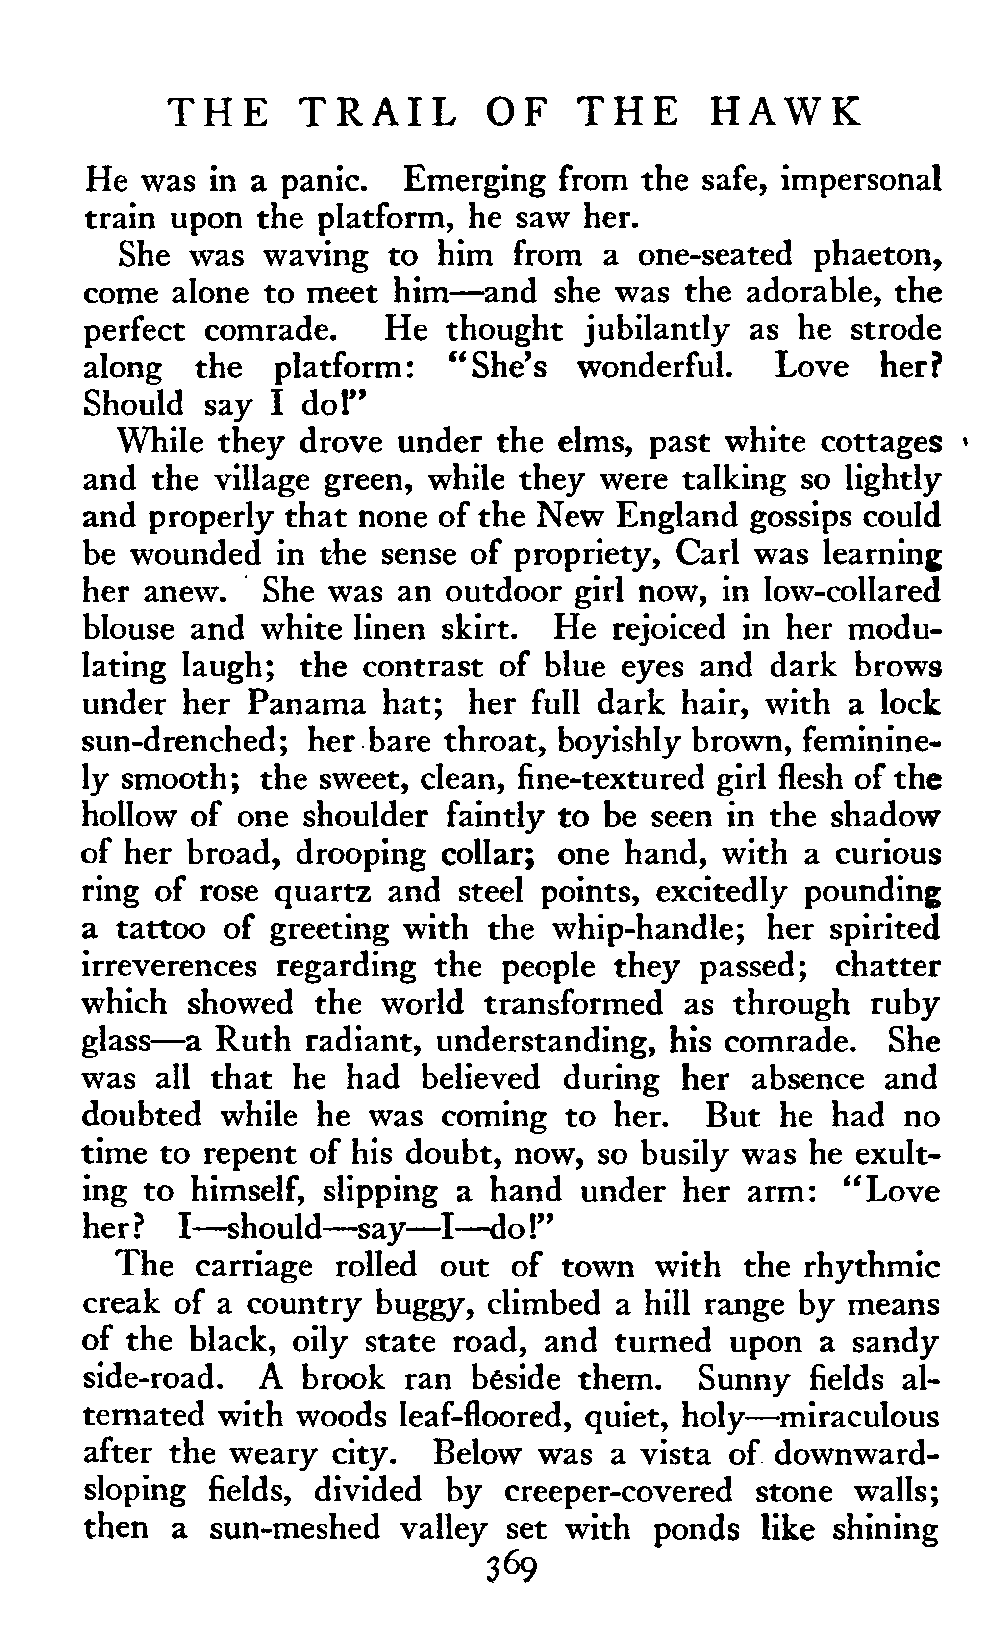 THE TRAIL OF THE HAWK
He was in a panic. Emerging from the safe, impersonal
train upon the platform, he saw her.
She was waving to him from a one-seated phaeton,
come alone to meet him—and she was the adorable, the
perfect comrade. He thought jubilantly as he strode
along the platform: "She's wonderful. Love her?
Should say I do!"
While they drove under the elms, past white cottages
and the village green, while they were talking so lightly
and properly that none of the New England gossips could
be wounded in the sense of propriety, Carl was learning
her anew. She was an outdoor girl now, in low-collared
blouse and white linen skirt. He rejoiced in her modu-
lating laugh; the contrast of blue eyes and dark brows
under her Panama hat; her full dark hair, with a lock
sun-drenched; her bare throat, boyishly brown, feminine-
ly smooth; the sweet, clean, fine-textured girl flesh of the
hollow of one shoulder faintly to be seen in the shadow
of her broad, drooping collar; one hand, with a curious
ring of rose quartz and steel points, excitedly pounding
a tattoo of greeting with the whip-handle; her spirited
irreverences regarding the people they passed; chatter
which showed the world transformed as through ruby
glass—a Ruth radiant, understanding, his comrade. She
was all that he had believed during her absence and
doubted while he was coming to her. But he had no
time to repent of his doubt, now, so busily was he exult-
ing to himself, slipping a hand under her arm: "Love
her? I—should—say—I—do!"
The carriage rolled out of town with the rhythmic
creak of a country buggy, climbed a hill range by means
of the black, oily state road, and turned upon a sandy
side-road. A brook ran beside them. Sunny fields al-
ternated with woods leaf-floored, quiet, holy—miraculous
after the weary city. Below was a vista of downward-
sloping fields, divided by creeper-covered stone walls;
then a sun-meshed valley set with ponds like shining
369